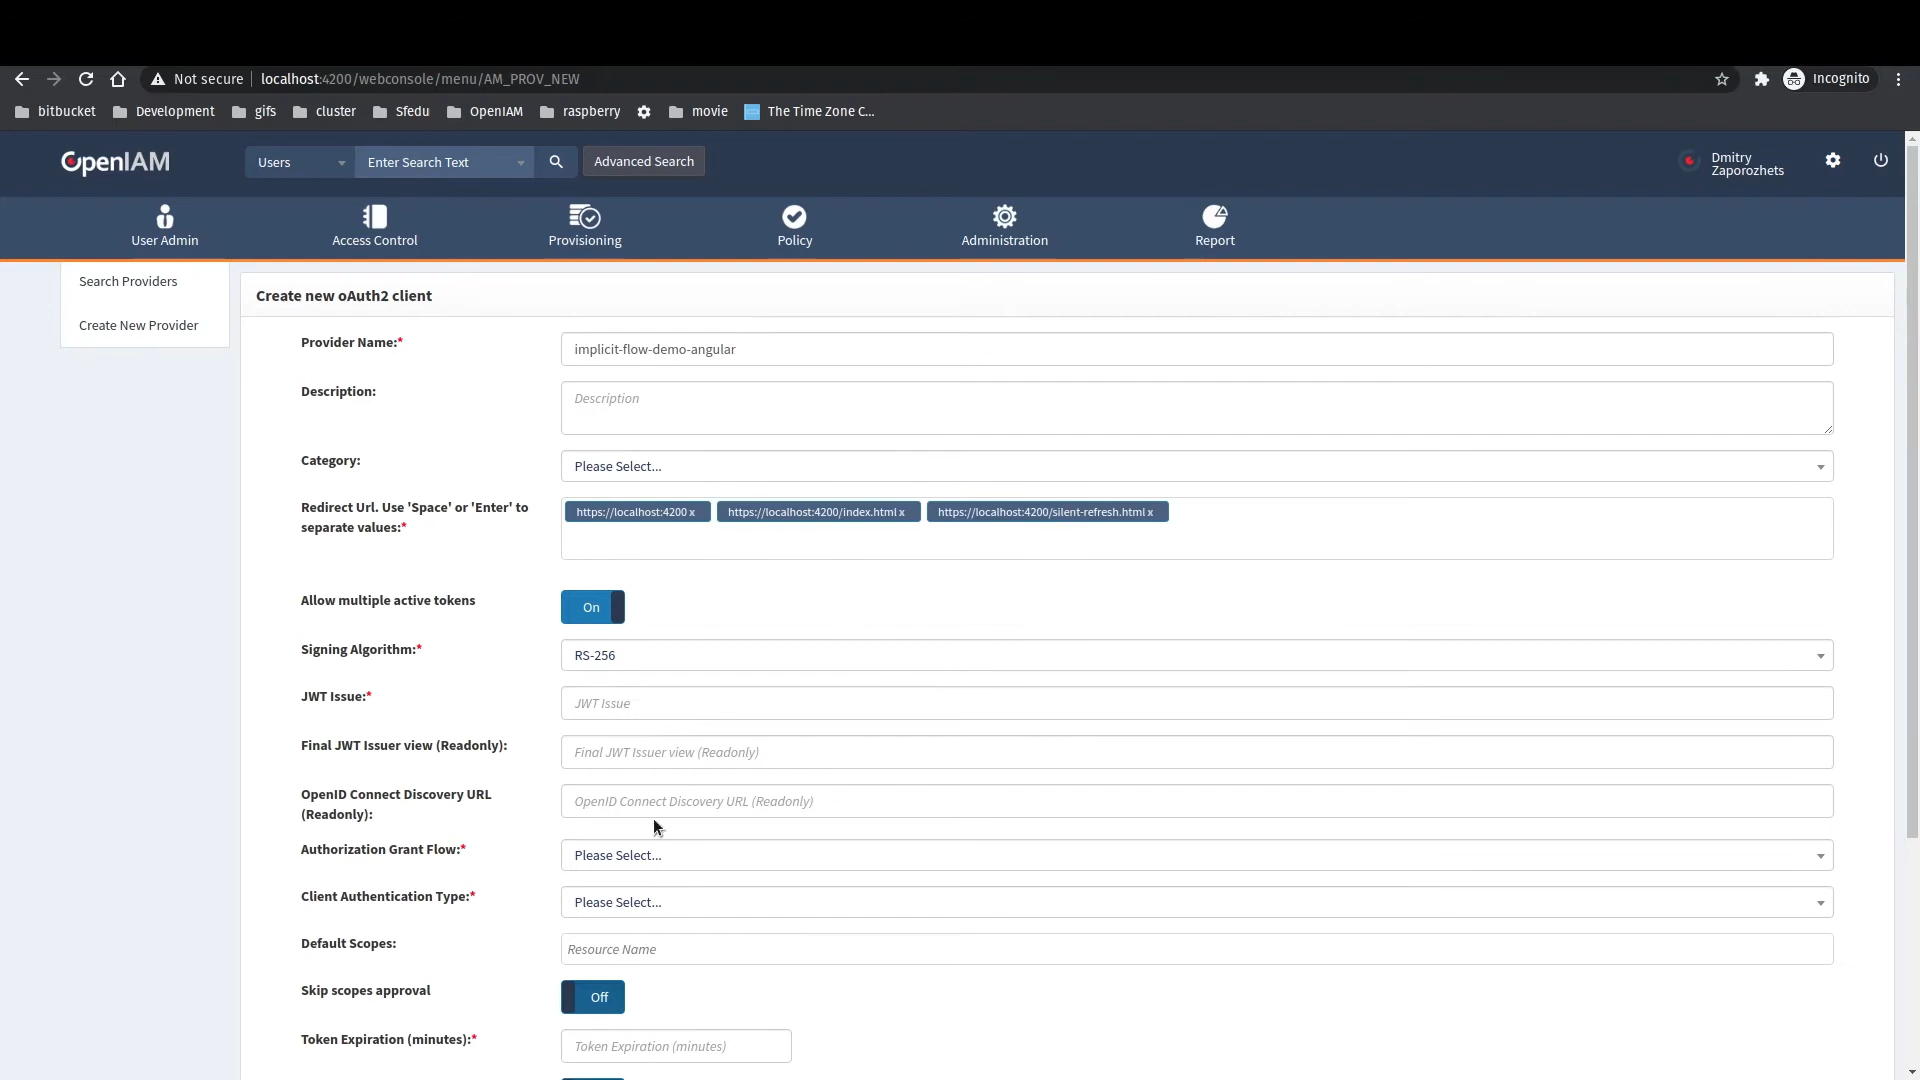 Not secure
localhost:4200/webconsole/menu/AM_PROV_NEW
Incognito
bitbucket
Development
gifs
cluster
Sfedu
OpenIAM
raspberry
movie
The Time Zone C...
OpenIAM
Users
Enter Search Text
Advanced Search
Dmitry
Zaporozhets
User Admin
Access Control
Provisioning
Policy
Administration
Report
Search Providers
Create New Provider
Create new oAuth2 client
Provider Name:*
implicit-flow-demo-angular
Description:
Description
Category:
Please Select...
Redirect Url. Use 'Space' or 'Enter' to
separate values:*
https://localhost:4200 x
https://localhost:4200/index.html x
https://localhost:4200/silent-refresh.html x
Allow multiple active tokens
On
Signing Algorithm:*
RS-256
JWT Issue:*
JWT Issue
Final JWT Issuer view (Readonly):
Final JWT Issuer view (Readonly)
OpenID Connect Discovery URL
(Readonly):
OpenID Connect Discovery URL (Readonly)
Authorization Grant Flow:*
Please Select...
Client Authentication Type:*
Please Select...
Default Scopes:
Resource Name
Skip scopes approval
Off
Token Expiration (minutes):*
Token Expiration (minutes)